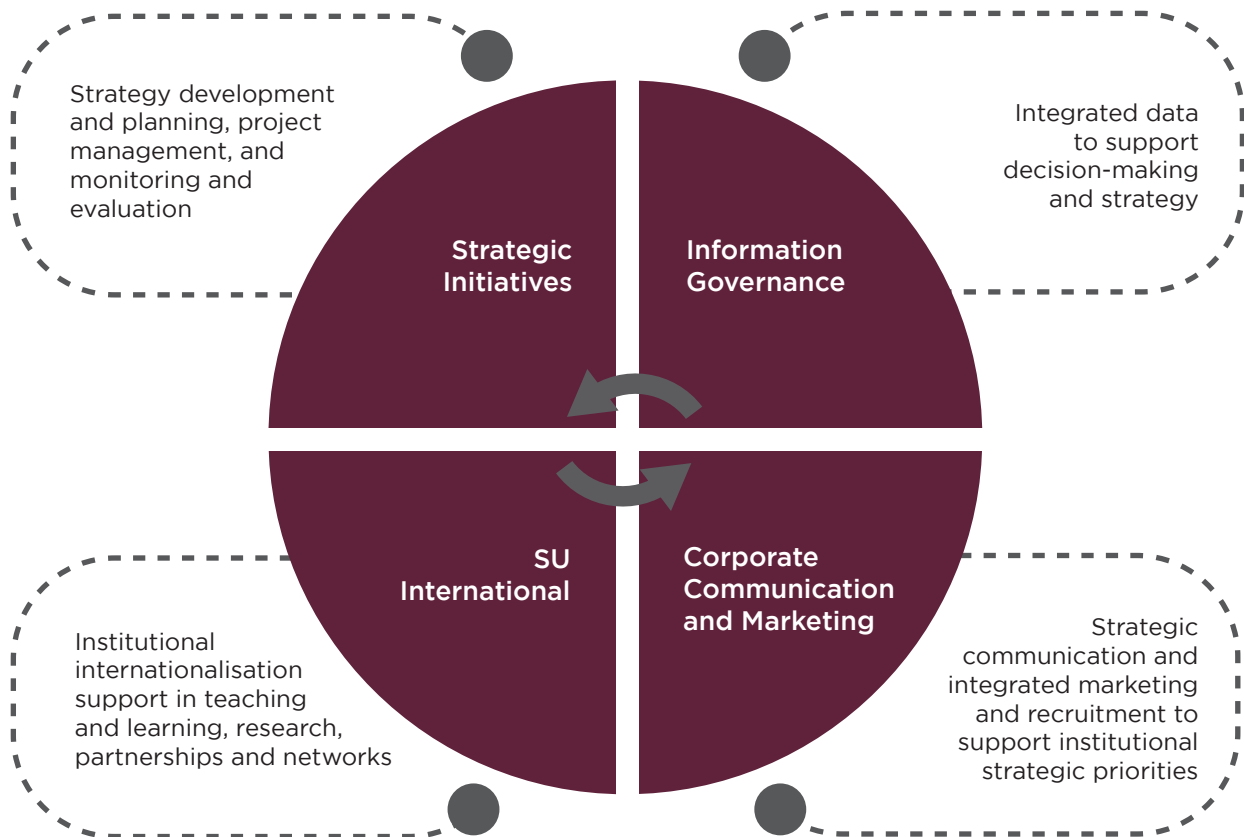 Strategy development
and planning, project
management, and
monitoring and
evaluation
Integrated data
to support
decision-making
and strategy
Strategic
Initiatives
Information
Governance
SU
International
Corporate
Communication
and Marketing
Institutional
internationalisation
support in teaching
and learning, research,
partnerships and networks
Strategic
communication and
integrated marketing
and recruitment to
support institutional
strategic priorities